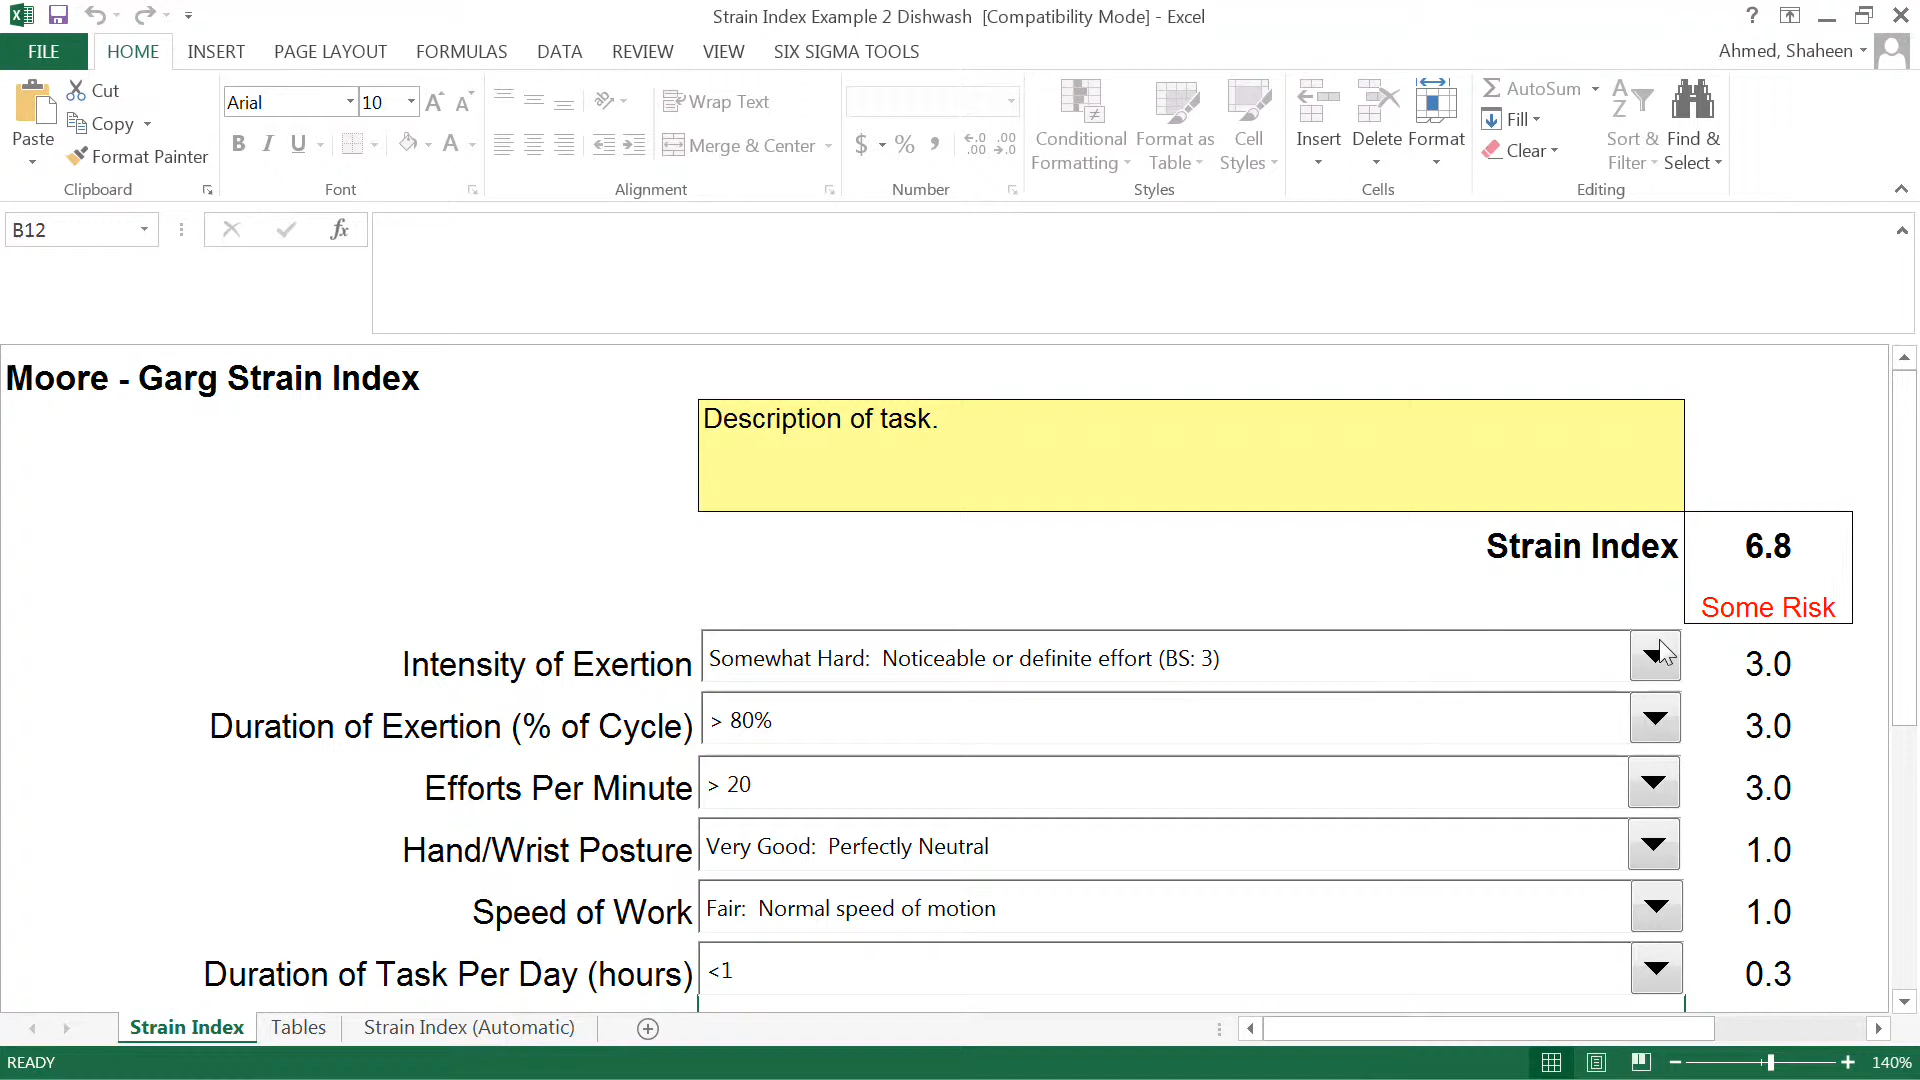 Strain Index Example 2 Dishwash [Compatibility Mode] - Excel
?
FILE HOME INSERT PAGE LAYOUT FORMULAS DATA REVIEW VIEW SIX SIGMA TOOLS Ahmed, Shaheen
Paste
Cut
Copy
Format Painter
Clipboard
Arial 10 A A
B I U A
Font
Wrap Text
Merge & Center
Alignment
$ % , ←.0 .00 .00 →.0
Number
Conditional Formatting
Format as Table
Cell Styles
Styles
Insert Delete Format
Cells
AutoSum
Fill
Clear
Sort & Filter
Find & Select
Editing
B12 fx
Moore - Garg Strain Index
Description of task.
Strain Index 6.8
Some Risk
Intensity of Exertion Somewhat Hard: Noticeable or definite effort (BS: 3) 3.0
Duration of Exertion (% of Cycle) > 80% 3.0
Efforts Per Minute > 20 3.0
Hand/Wrist Posture Very Good: Perfectly Neutral 1.0
Speed of Work Fair: Normal speed of motion 1.0
Duration of Task Per Day (hours) <1 0.3
Strain Index Tables Strain Index (Automatic)
READY 140%